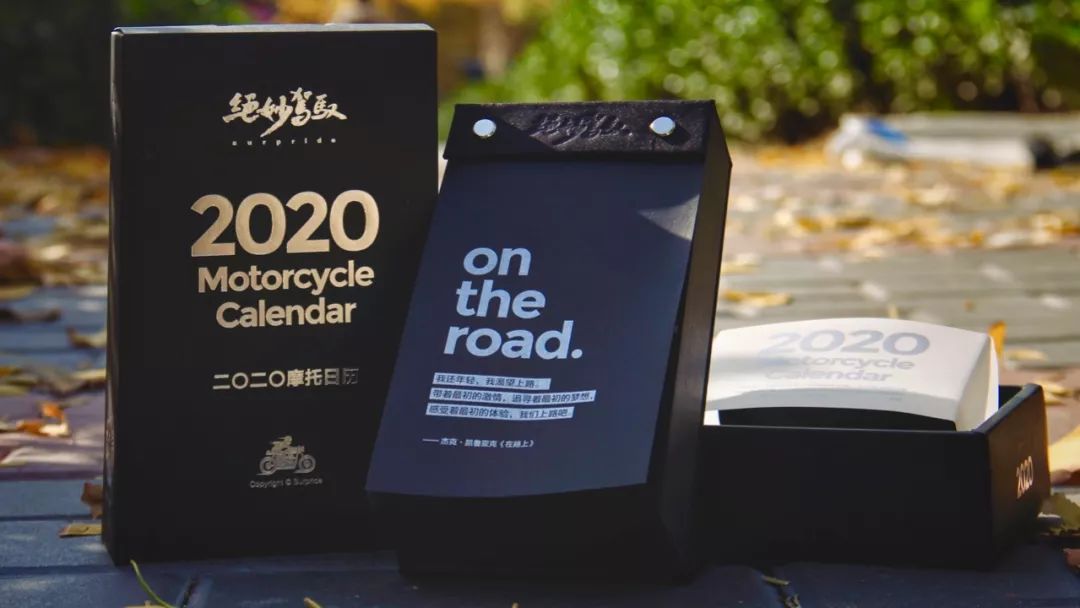 绝妙驾驭
surpride
2020
Motorcycle
Calendar
二〇二〇摩托日历
Copyright © Surpride
on
the
road.
我还年轻，我渴望上路。
带着最初的激情，追寻着最初的梦想，
感受着最初的体验，我们上路吧
——杰克·凯鲁亚克《在路上》
2020
Motorcycle
Calendar
2020